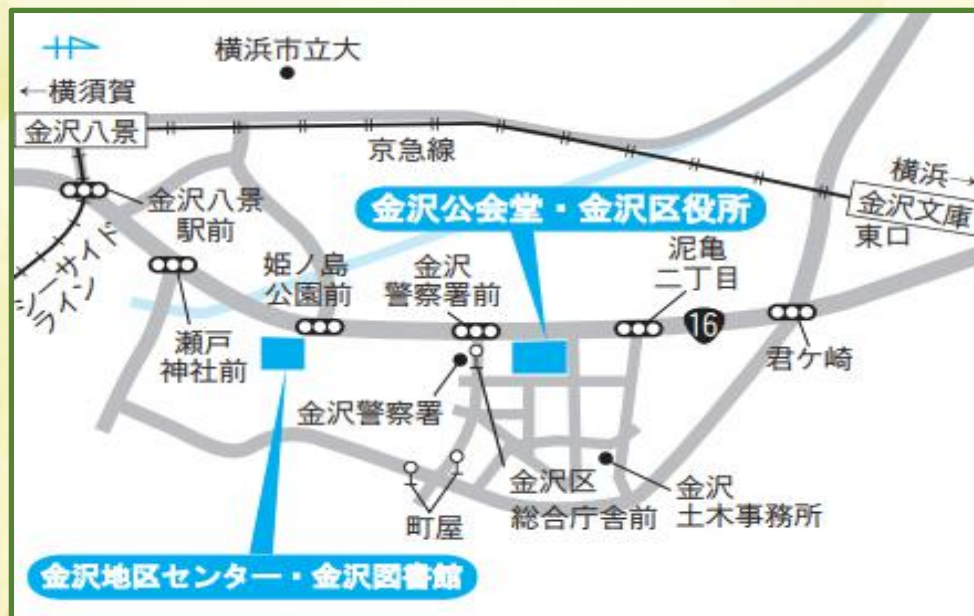 横浜市立大
←横須賀
金沢八景
京急線
横浜→
金沢文庫
東口
金沢八景
駅前
金沢公会堂・金沢区役所
シーサイド
ライン
姫ノ島
公園前
金沢
警察署前
泥亀
二丁目
16
瀬戸
神社前
君ケ崎
金沢警察署
金沢区
総合庁舎前
金沢
土木事務所
町屋
金沢地区センター・金沢図書館